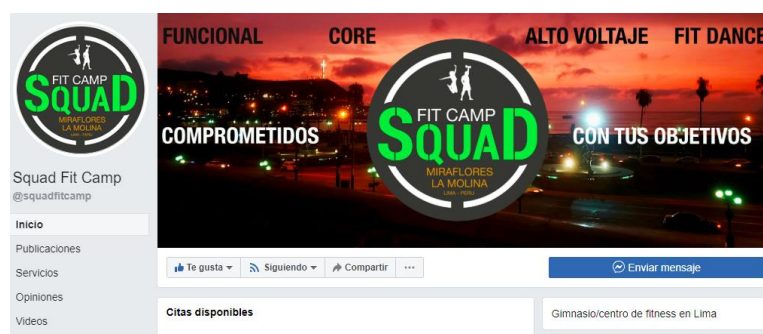 FUNCIONAL CORE ALTO VOLTAJE FIT DANCE
FIT CAMP
SQUAD
MIRAFLORES
LA MOLINA
LIMA - PERU
COMPROMETIDOS
FIT CAMP
SQUAD
MIRAFLORES
LA MOLINA
LIMA - PERU
CON TUS OBJETIVOS
Squad Fit Camp
@squadfitcamp
Inicio
Publicaciones
Servicios
Opiniones
Videos
Te gusta Siguiendo Compartir ...
Enviar mensaje
Citas disponibles
Gimnasio/centro de fitness en Lima